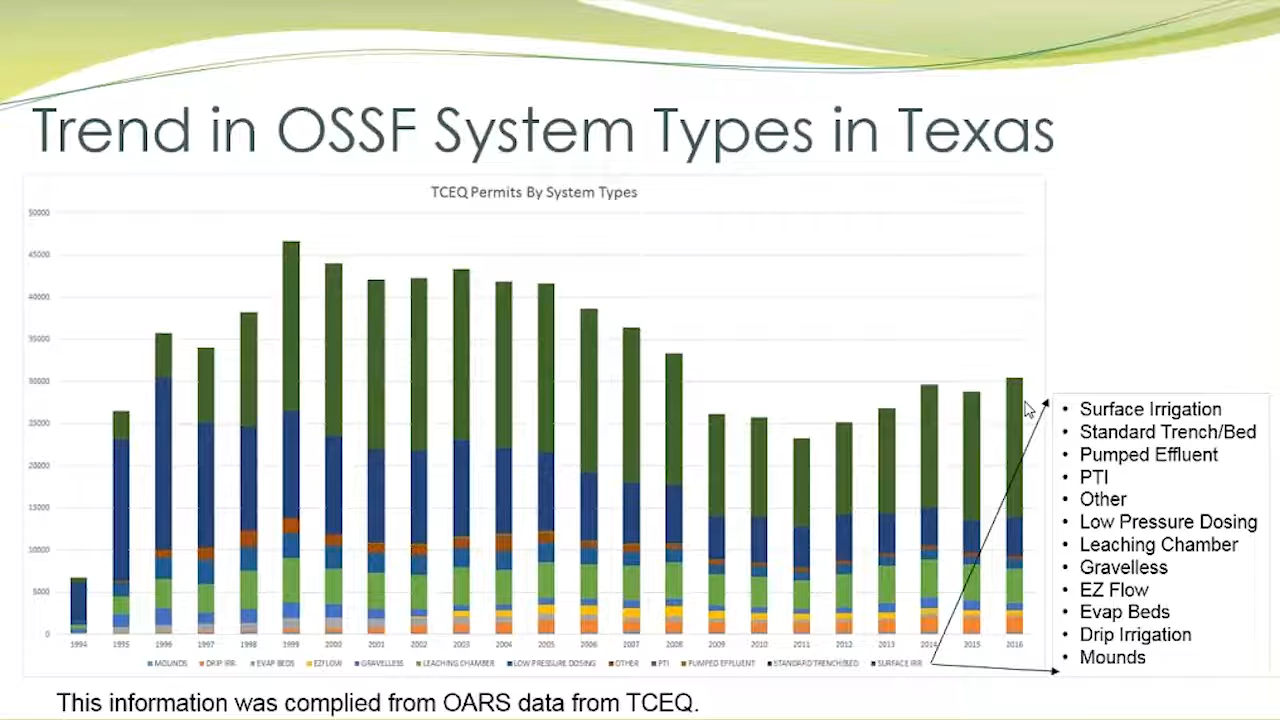 Trend in OSSF System Types in Texas
TCEQ Permits By System Types
50000
45000
40000
35000
30000
25000
20000
15000
10000
5000
0
1994 1995 1996 1997 1998 1999 2000 2001 2002 2003 2004 2005 2006 2007 2008 2009 2010 2011 2012 2013 2014 2015 2016
MOUNDS DRIP IRR. EVAP BEDS EZFLOW GRAVELLESS LEACHING CHAMBER LOW PRESSURE DOSING OTHER PTI PUMPED EFFLUENT STANDARD TRENCH/BED SURFACE IRR
• Surface Irrigation
• Standard Trench/Bed
• Pumped Effluent
• PTI
• Other
• Low Pressure Dosing
• Leaching Chamber
• Gravelless
• EZ Flow
• Evap Beds
• Drip Irrigation
• Mounds
This information was complied from OARS data from TCEQ.